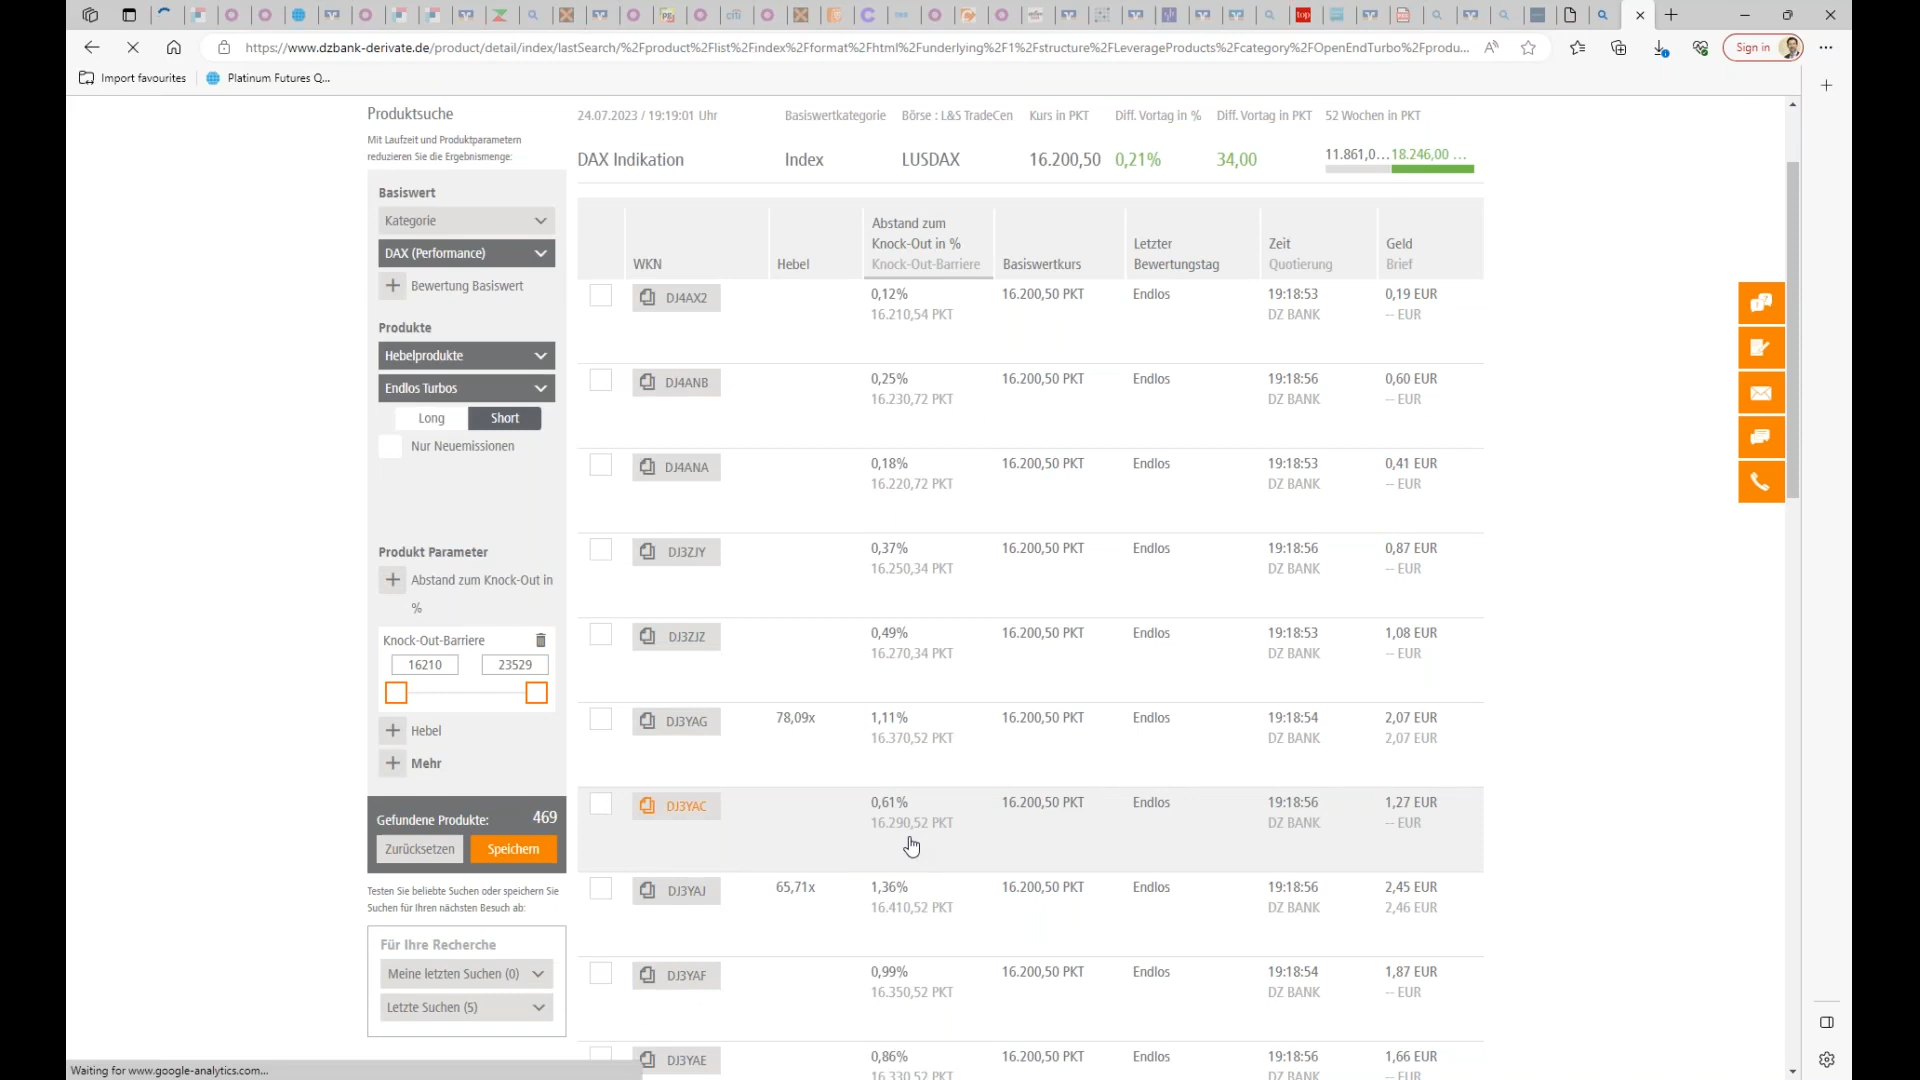 https://www.dzbank-derivate.de/product/detail/index/lastSearch/%2Fproduct%2Flist%2Findex%2Fformat%2Fhtml%2Funderlying%2F1%2Fstructure%2FLeverageProducts%2Fcategory%2FOpenEndTurbo%2Fprodu...
Sign in
Import favourites
Platinum Futures Q...
Produktsuche
Mit Laufzeit und Produktparametern
reduzieren Sie die Ergebnismenge:
Basiswert
Kategorie
DAX (Performance)
Bewertung Basiswert
Produkte
Hebelprodukte
Endlos Turbos
Long Short
Nur Neuemissionen
Produkt Parameter
Abstand zum Knock-Out in
%
Knock-Out-Barriere
16210 23529
Hebel
Mehr
Gefundene Produkte: 469
Zurücksetzen Speichern
Testen Sie beliebte Suchen oder speichern Sie
Suchen für Ihren nächsten Besuch ab:
Für Ihre Recherche
Meine letzten Suchen (0)
Letzte Suchen (5)
24.07.2023 / 19:19:01 Uhr Basiswertkategorie Börse : L&S TradeCen Kurs in PKT Diff. Vortag in % Diff. Vortag in PKT 52 Wochen in PKT
DAX Indikation Index LUSDAX 16.200,50 0,21% 34,00 11.861,0... 18.246,00 ...
WKN Hebel Abstand zum Knock-Out in % Knock-Out-Barriere Basiswertkurs Letzter Bewertungstag Zeit Quotierung Geld Brief
DJ4AX2 0,12% 16.200,50 PKT Endlos 19:18:53 0,19 EUR
16.210,54 PKT DZ BANK -- EUR
DJ4ANB 0,25% 16.200,50 PKT Endlos 19:18:56 0,60 EUR
16.230,72 PKT DZ BANK -- EUR
DJ4ANA 0,18% 16.200,50 PKT Endlos 19:18:53 0,41 EUR
16.220,72 PKT DZ BANK -- EUR
DJ3ZJY 0,37% 16.200,50 PKT Endlos 19:18:56 0,87 EUR
16.250,34 PKT DZ BANK -- EUR
DJ3ZJZ 0,49% 16.200,50 PKT Endlos 19:18:53 1,08 EUR
16.270,34 PKT DZ BANK -- EUR
DJ3YAG 78,09x 1,11% 16.200,50 PKT Endlos 19:18:54 2,07 EUR
16.370,52 PKT DZ BANK 2,07 EUR
DJ3YAC 0,61% 16.200,50 PKT Endlos 19:18:56 1,27 EUR
16.290,52 PKT DZ BANK -- EUR
DJ3YAJ 65,71x 1,36% 16.200,50 PKT Endlos 19:18:56 2,45 EUR
16.410,52 PKT DZ BANK 2,46 EUR
DJ3YAF 0,99% 16.200,50 PKT Endlos 19:18:54 1,87 EUR
16.350,52 PKT DZ BANK -- EUR
DJ3YAE 0,86% 16.200,50 PKT Endlos 19:18:56 1,66 EUR
16.330,52 PKT DZ BANK -- EUR
Waiting for www.google-analytics.com...